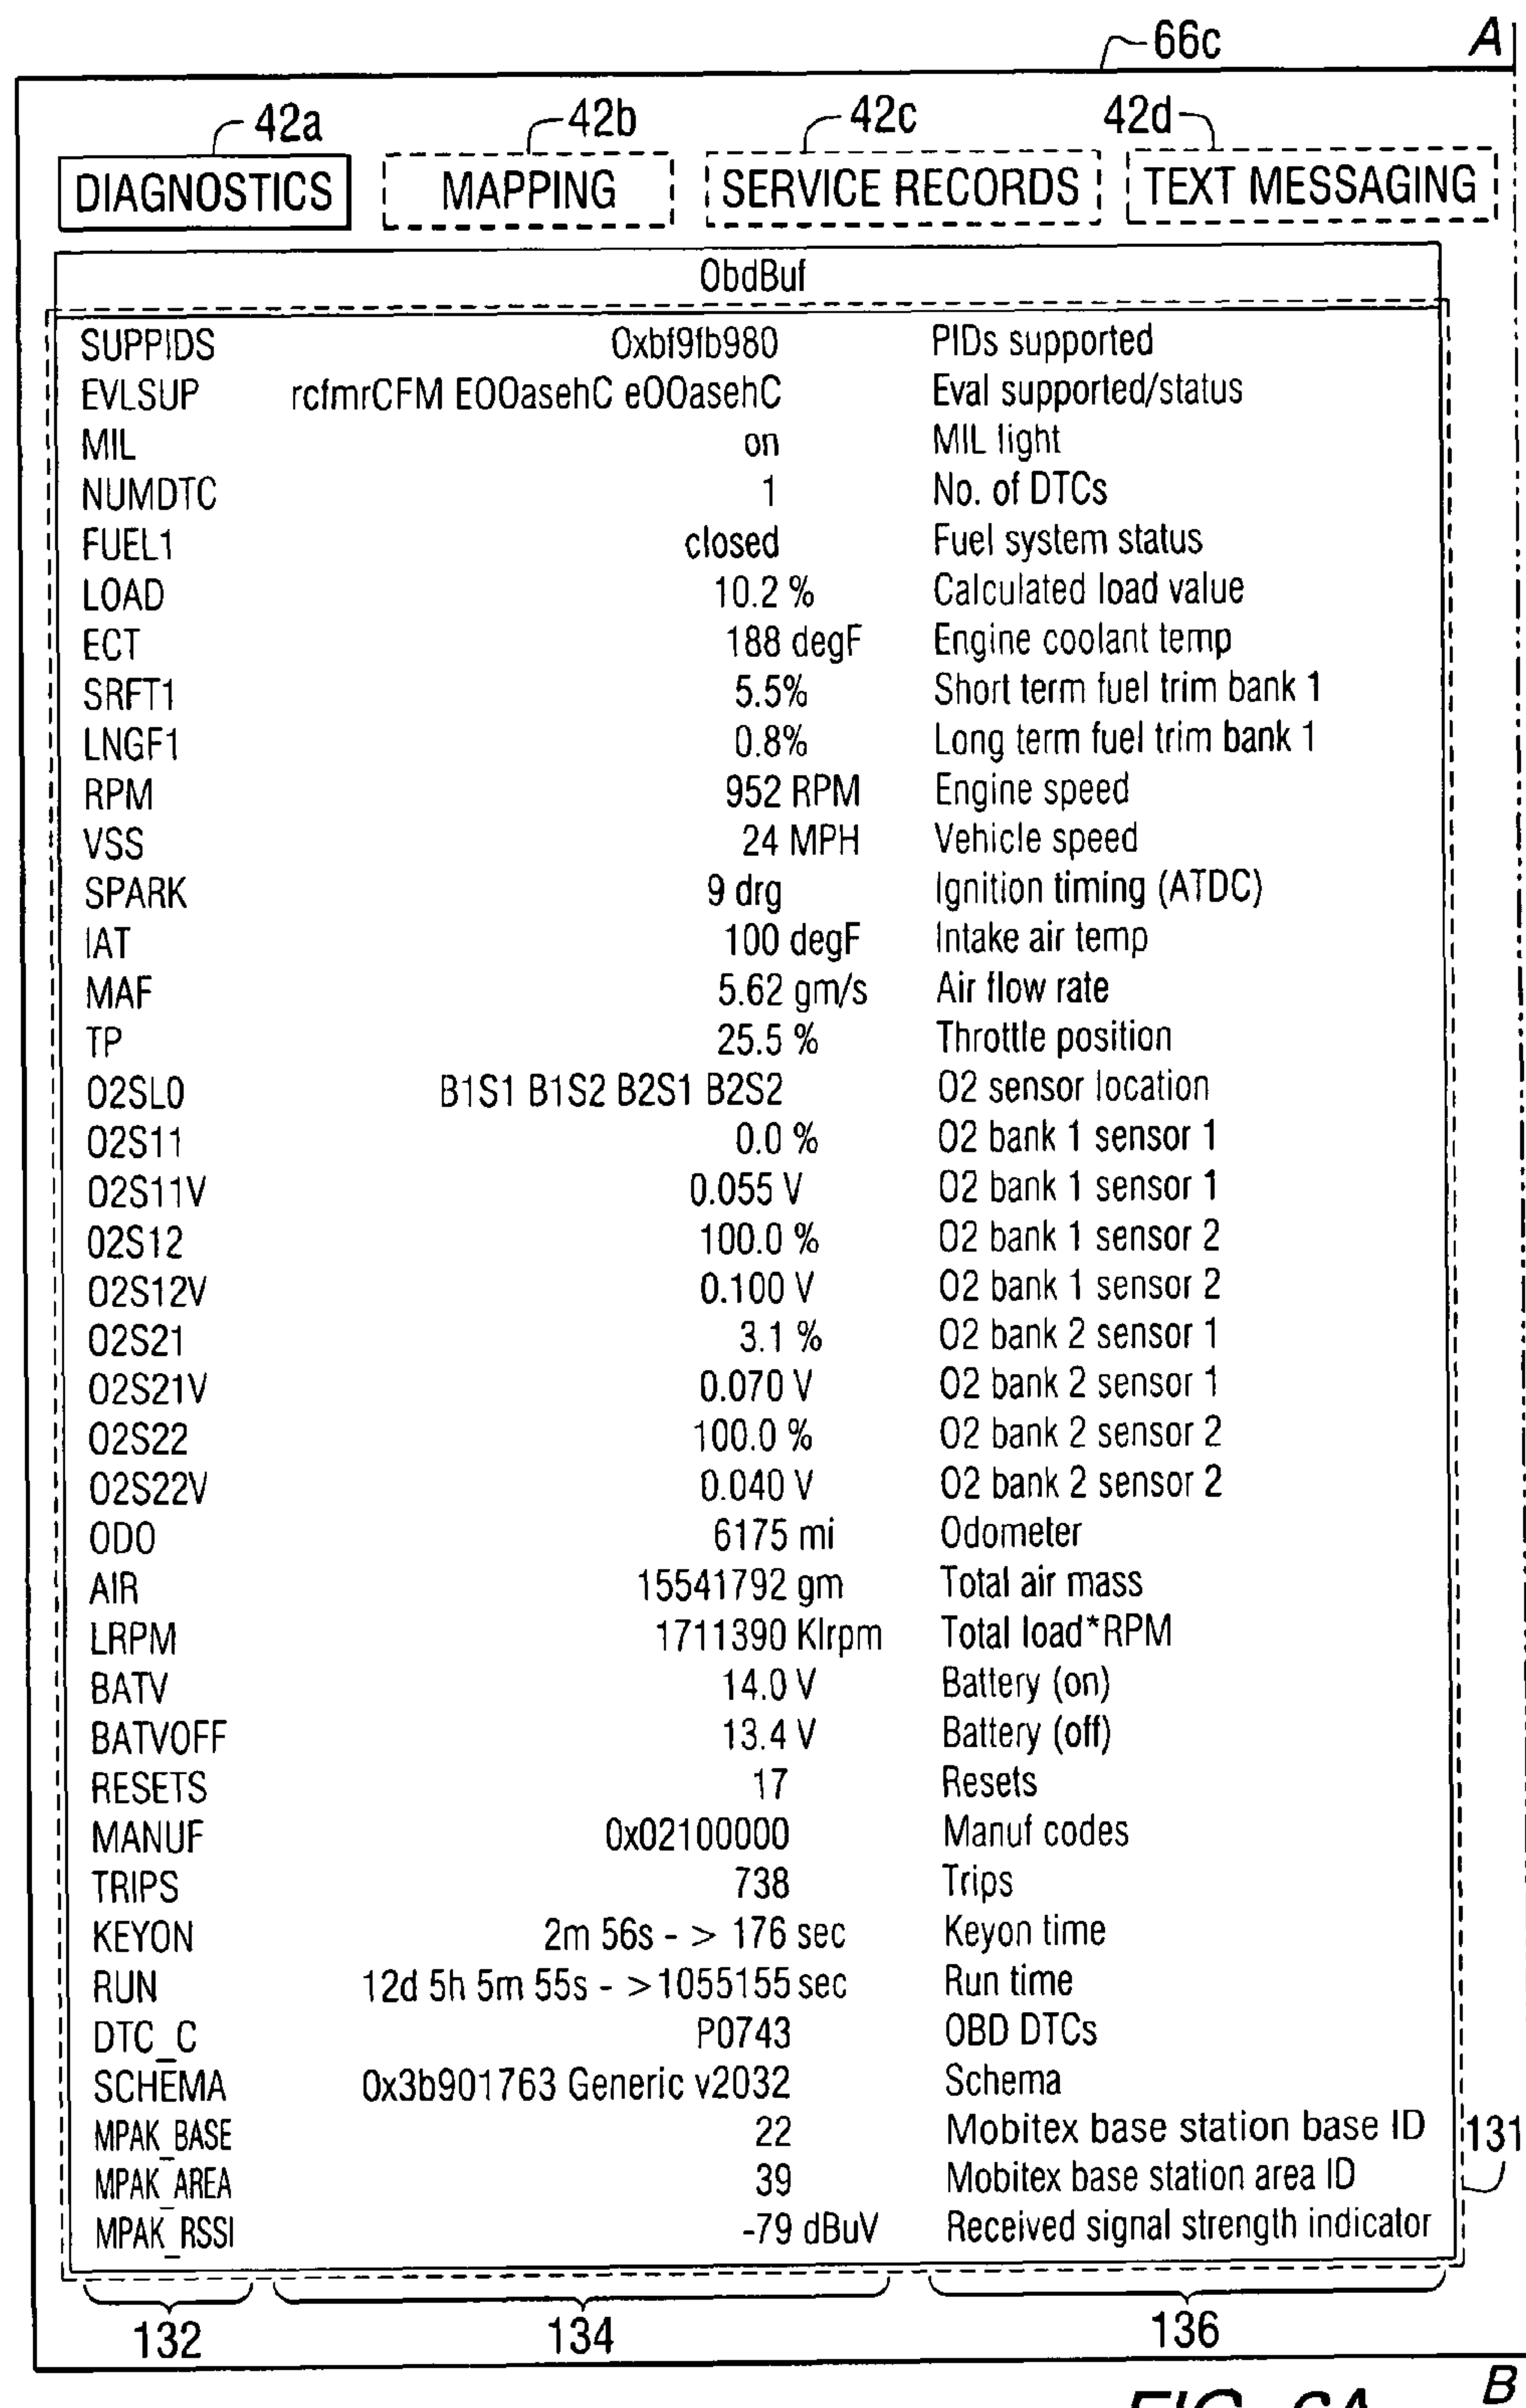 66c A
42a 42b 42c 42d
DIAGNOSTICS MAPPING SERVICE RECORDS TEXT MESSAGING
ObdBuf
SUPPIDS 0xbf9fb980 PIDs supported
EVLSUP rcfmrCFM EOOasehC eOOasehC Eval supported/status
MIL on MIL light
NUMDTC 1 No. of DTCs
FUEL1 closed Fuel system status
LOAD 10.2 % Calculated load value
ECT 188 degF Engine coolant temp
SRFT1 5.5% Short term fuel trim bank 1
LNGF1 0.8% Long term fuel trim bank 1
RPM 952 RPM Engine speed
VSS 24 MPH Vehicle speed
SPARK 9 drg Ignition timing (ATDC)
IAT 100 degF Intake air temp
MAF 5.62 gm/s Air flow rate
TP 25.5 % Throttle position
O2SLO B1S1 B1S2 B2S1 B2S2 O2 sensor location
O2S11 0.0 % O2 bank 1 sensor 1
O2S11V 0.055 V O2 bank 1 sensor 1
O2S12 100.0 % O2 bank 1 sensor 2
O2S12V 0.100 V O2 bank 1 sensor 2
O2S21 3.1 % O2 bank 2 sensor 1
O2S21V 0.070 V O2 bank 2 sensor 1
O2S22 100.0 % O2 bank 2 sensor 2
O2S22V 0.040 V O2 bank 2 sensor 2
ODO 6175 mi Odometer
AIR 15541792 gm Total air mass
LRPM 1711390 Klrpm Total load*RPM
BATV 14.0 V Battery (on)
BATVOFF 13.4 V Battery (off)
RESETS 17 Resets
MANUF 0x02100000 Manuf codes
TRIPS 738 Trips
KEYON 2m 56s - > 176 sec Keyon time
RUN 12d 5h 5m 55s - >1055155 sec Run time
DTC_C P0743 OBD DTCs
SCHEMA 0x3b901763 Generic v2032 Schema
MPAK_BASE 22 Mobitex base station base ID 131
MPAK_AREA 39 Mobitex base station area ID
MPAK_RSSI -79 dBuV Received signal strength indicator
132 134 136
B
FIG. 6A